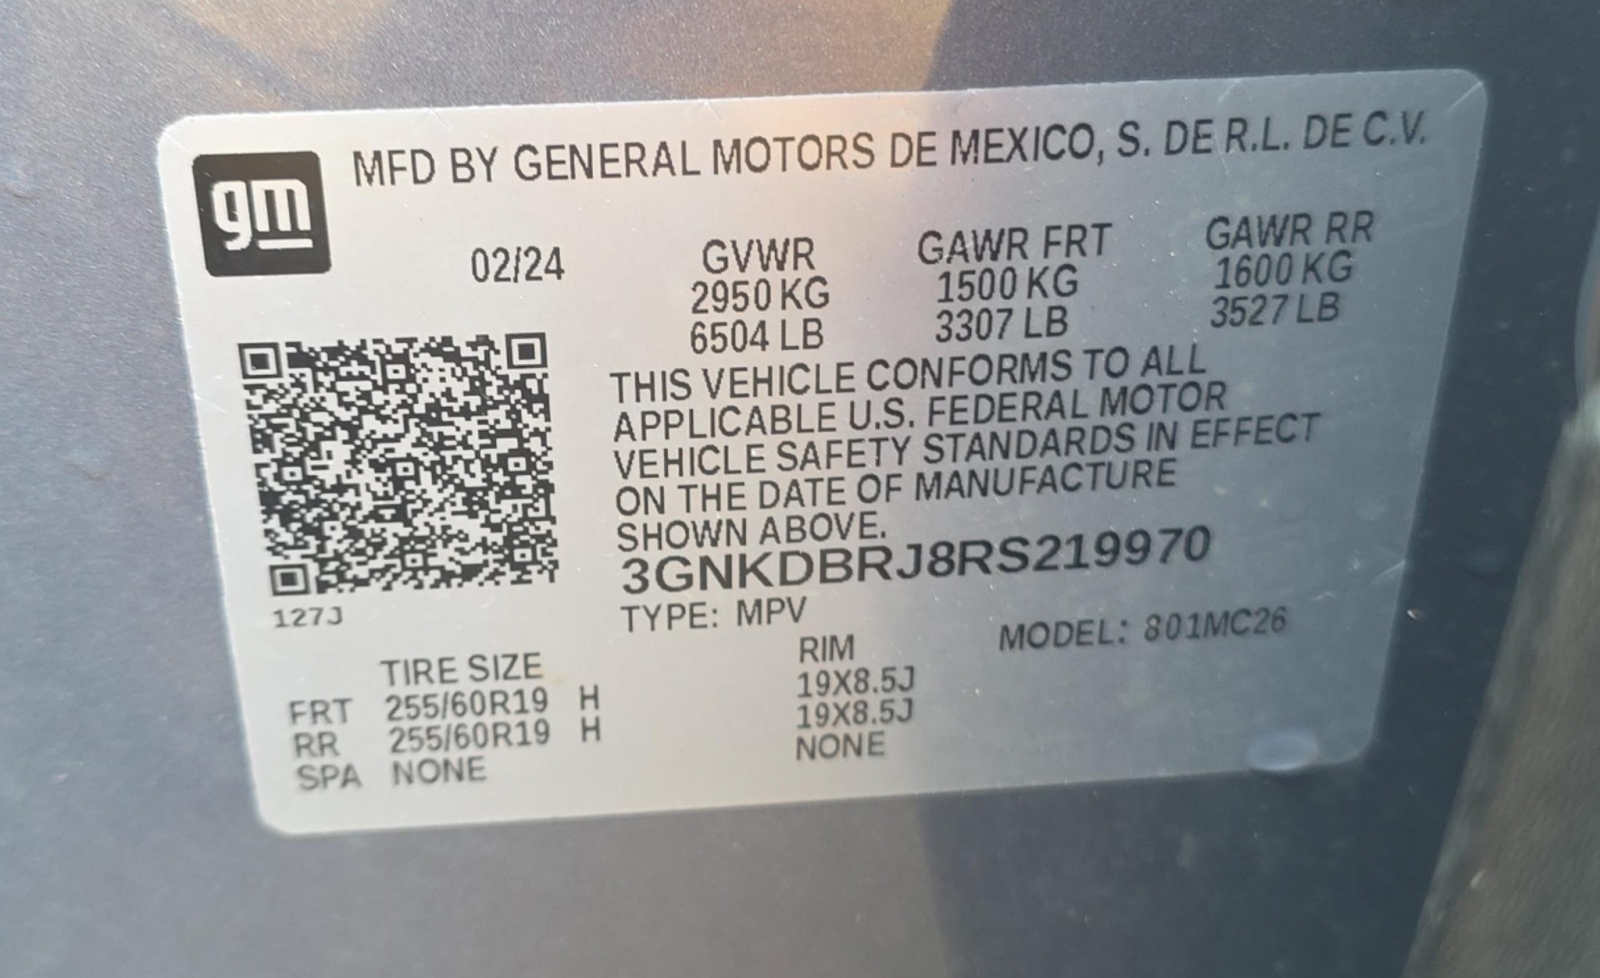 gm
MFD BY GENERAL MOTORS DE MEXICO, S. DE R.L. DE C.V.
02/24 GVWR GAWR FRT GAWR RR
2950 KG 1500 KG 1600 KG
6504 LB 3307 LB 3527 LB
THIS VEHICLE CONFORMS TO ALL
APPLICABLE U.S. FEDERAL MOTOR
VEHICLE SAFETY STANDARDS IN EFFECT
ON THE DATE OF MANUFACTURE
SHOWN ABOVE.
3GNKDBRJ8RS219970
127J
TYPE: MPV MODEL: 801MC26
TIRE SIZE RIM
FRT 255/60R19 H 19X8.5J
RR 255/60R19 H 19X8.5J
SPA NONE NONE